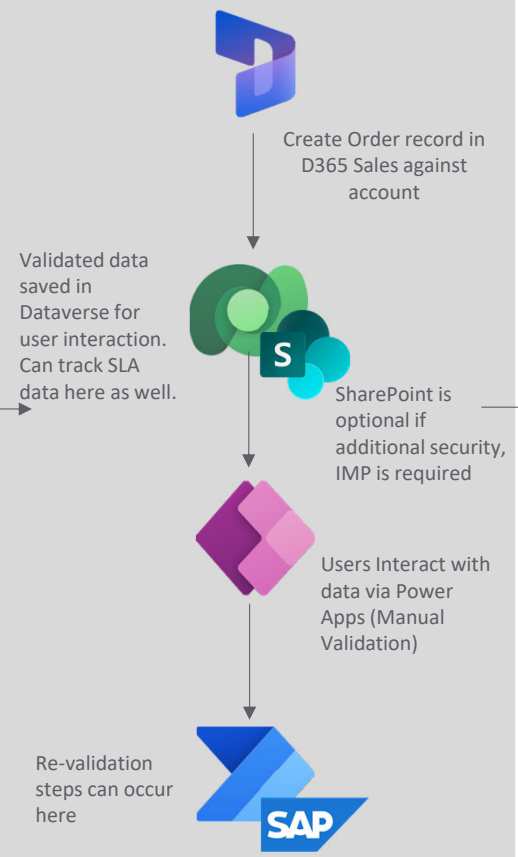 Create Order record in
D365 Sales against
account
Validated data
saved in
Dataverse for
user interaction.
Can track SLA
data here as well.
S
SharePoint is
optional if
additional security,
IMP is required
Users Interact with
data via Power
Apps (Manual
Validation)
Re-validation
steps can occur
here
SAP